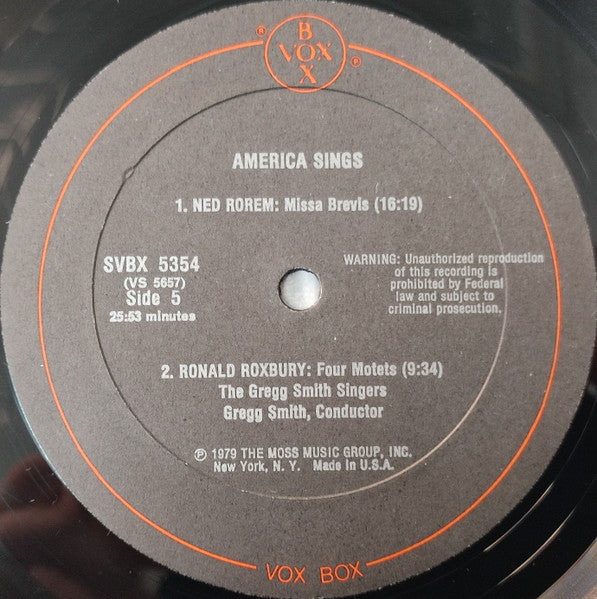 ® BOX VOX ®
AMERICA SINGS
1. NED ROREM: Missa Brevis (16:19)
SVBX 5354
(VS 5657)
Side 5
25:53 minutes
WARNING: Unauthorized reproduction
of this recording is
prohibited by Federal
law and subject to
criminal prosecution.
2. RONALD ROXBURY: Four Motets (9:34)
The Gregg Smith Singers
Gregg Smith, Conductor
℗ 1979 THE MOSS MUSIC GROUP, INC.
New York, N. Y. Made In U.S.A.
VOX BOX